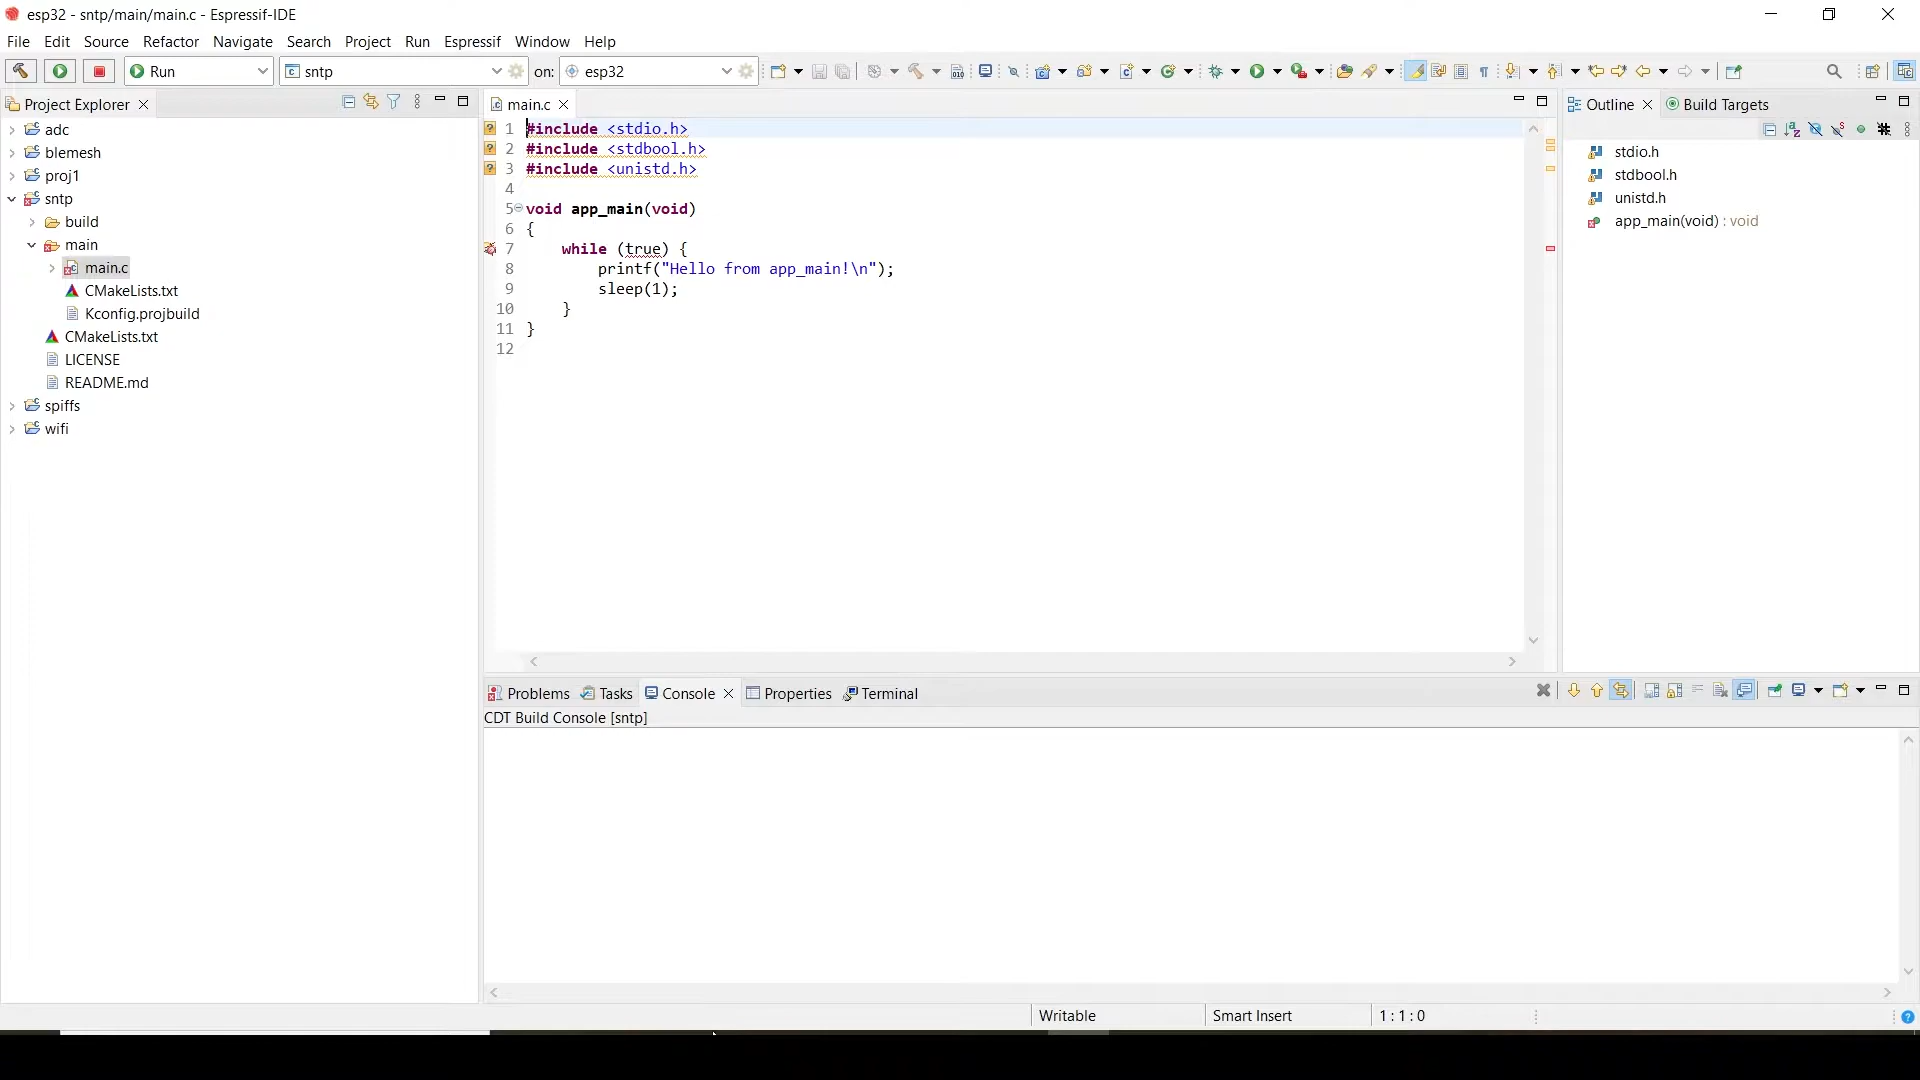 esp32 - sntp/main/main.c - Espressif-IDE
File Edit Source Refactor Navigate Search Project Run Espressif Window Help
Run sntp on: esp32
Project Explorer
adc
blemesh
proj1
sntp
build
main
main.c
CMakeLists.txt
Kconfig.projbuild
CMakeLists.txt
LICENSE
README.md
spiffs
wifi
main.c
1 #include <stdio.h>
2 #include <stdbool.h>
3 #include <unistd.h>
4
5 void app_main(void)
6 {
7 while (true) {
8 printf("Hello from app_main!\n");
9 sleep(1);
10 }
11 }
12
Outline Build Targets
stdio.h
stdbool.h
unistd.h
app_main(void) : void
Problems Tasks Console Properties Terminal
CDT Build Console [sntp]
Writable Smart Insert 1 : 1 : 0